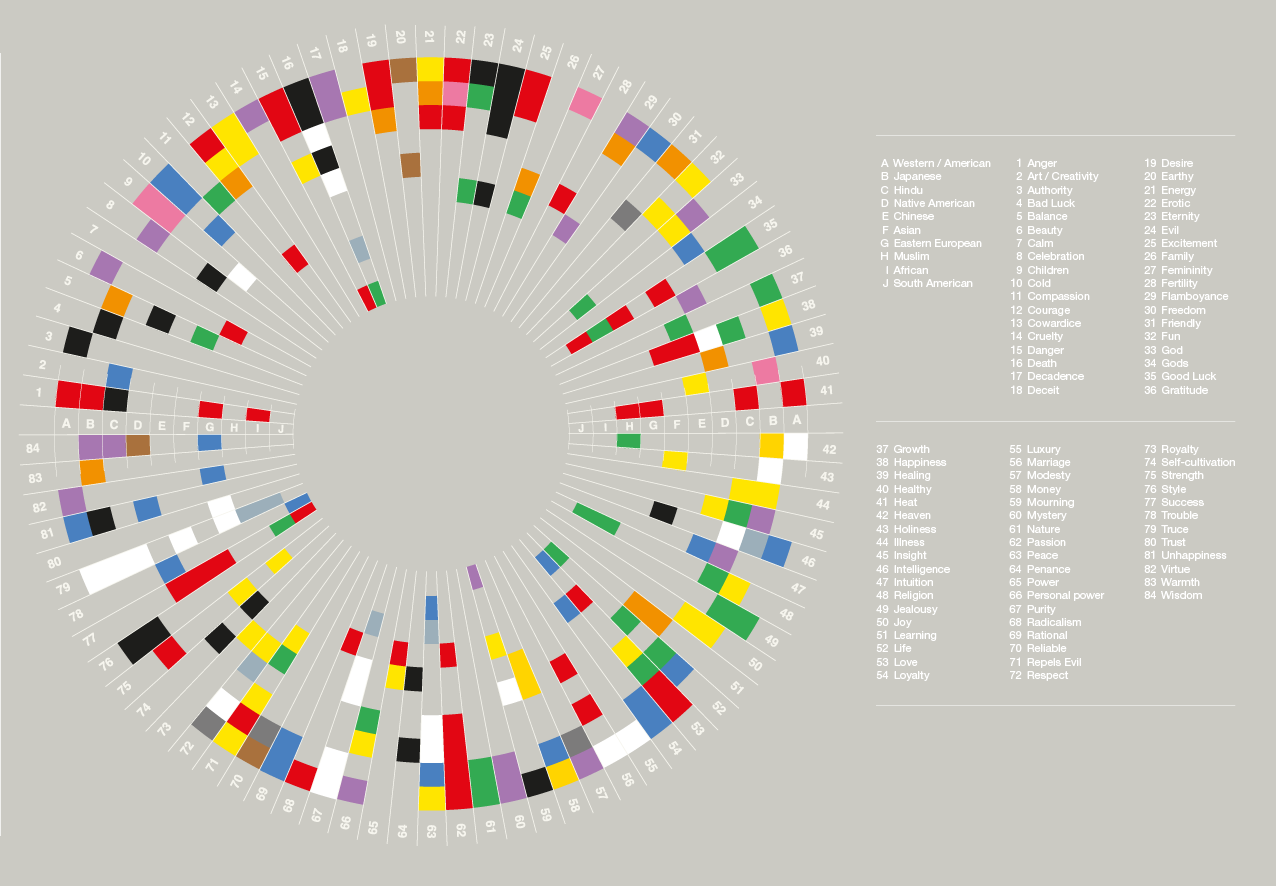 1 2 3 4 5 6 7 8 9 10 11 12 13 14 15 16 17 18 19 20 21 22 23 24 25 26 27 28 29 30 31 32 33 34 35 36 37 38 39 40 41
A B C D E F G H I J
J I H G F E D C B A
84 83 82 81 80 79 78 77 76 75 74 73 72 71 70 69 68 67 66 65 64 63 62 61 60 59 58 57 56 55 54 53 52 51 50 49 48 47 46 45 44 42
A Western / American
B Japanese
C Hindu
D Native American
E Chinese
F Asian
G Eastern European
H Muslim
I African
J South American
1 Anger
2 Art / Creativity
3 Authority
4 Bad Luck
5 Balance
6 Beauty
7 Calm
8 Celebration
9 Children
10 Cold
11 Compassion
12 Courage
13 Cowardice
14 Cruelty
15 Danger
16 Death
17 Decadence
18 Deceit
19 Desire
20 Earthy
21 Energy
22 Erotic
23 Eternity
24 Evil
25 Excitement
26 Family
27 Femininity
28 Fertility
29 Flamboyance
30 Freedom
31 Friendly
32 Fun
33 God
34 Gods
35 Good Luck
36 Gratitude
37 Growth
38 Happiness
39 Healing
40 Healthy
41 Heat
42 Heaven
43 Holiness
44 Illness
45 Insight
46 Intelligence
47 Intuition
48 Religion
49 Jealousy
50 Joy
51 Learning
52 Life
53 Love
54 Loyalty
55 Luxury
56 Marriage
57 Modesty
58 Money
59 Mourning
60 Mystery
61 Nature
62 Passion
63 Peace
64 Penance
65 Power
66 Personal power
67 Purity
68 Radicalism
69 Rational
70 Reliable
71 Repels Evil
72 Respect
73 Royalty
74 Self-cultivation
75 Strength
76 Style
77 Success
78 Trouble
79 Truce
80 Trust
81 Unhappiness
82 Virtue
83 Warmth
84 Wisdom